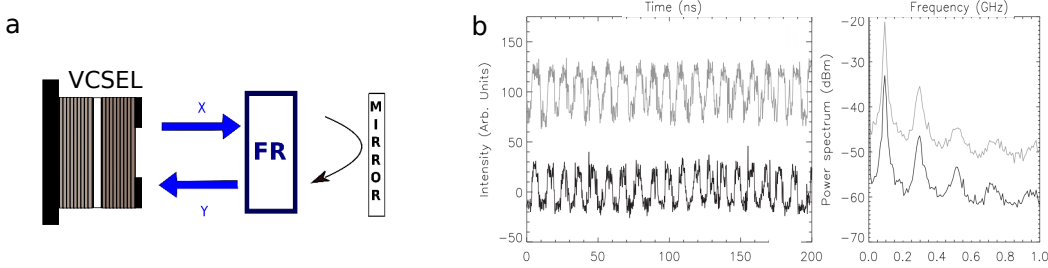 a
VCSEL
X
FR
Y
MIRROR
b
Time (ns)
Intensity (Arb. Units)
150
100
50
0
−50
0 50 100 150 200
Frequency (GHz)
Power spectrum (dBm)
−20
−30
−40
−50
−60
−70
0.0 0.2 0.4 0.6 0.8 1.0